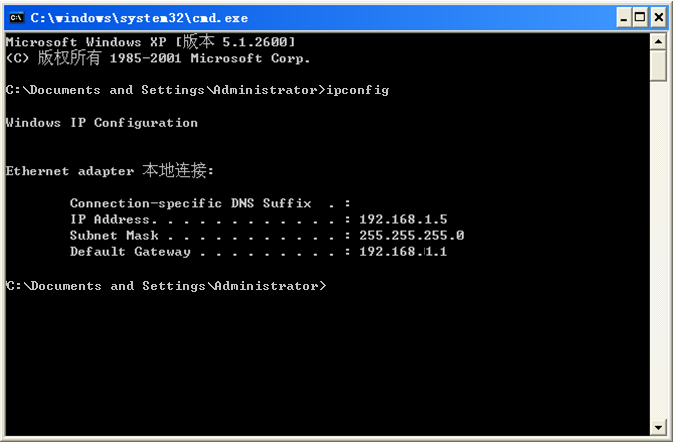 C:\windows\system32\cmd.exe
Microsoft Windows XP [版本 5.1.2600]
(C) 版权所有 1985-2001 Microsoft Corp.
C:\Documents and Settings\Administrator>ipconfig
Windows IP Configuration
Ethernet adapter 本地连接:
Connection-specific DNS Suffix  . :
IP Address. . . . . . . . . . . . : 192.168.1.5
Subnet Mask . . . . . . . . . . . : 255.255.255.0
Default Gateway . . . . . . . . . : 192.168.1.1
C:\Documents and Settings\Administrator>